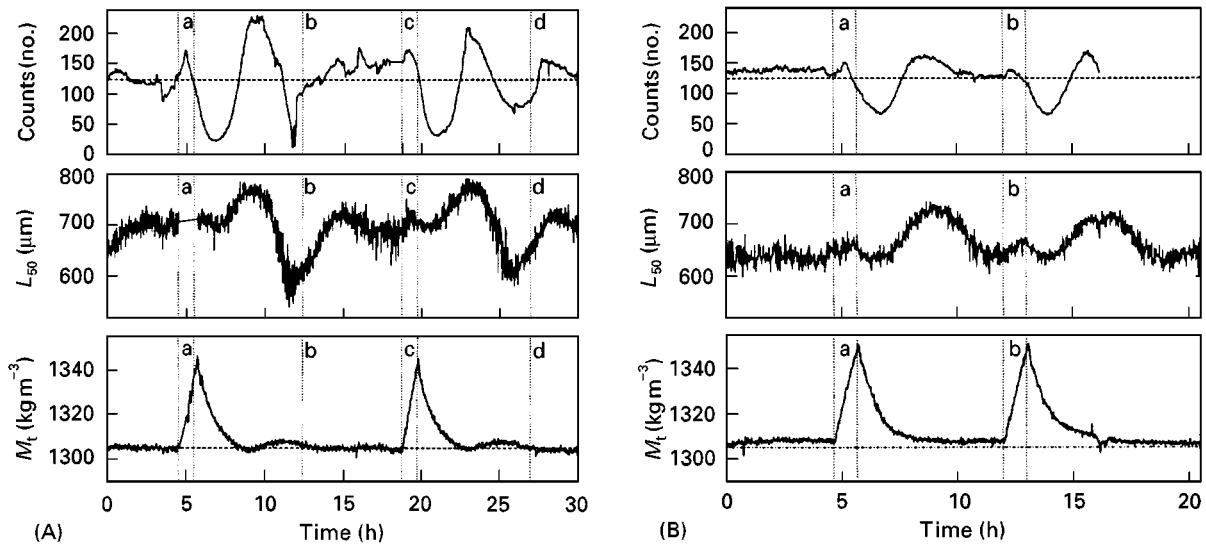 Counts (no.)
200
150
100
50
0
a
b
c
d
L₅₀ (μm)
800
700
600
a
b
c
d
Mₜ (kg m⁻³)
1340
1320
1300
a
b
c
d
0 5 10 15 20 25 30
(A) Time (h)
Counts (no.)
200
150
100
50
0
a
b
L₅₀ (μm)
800
700
600
a
b
Mₜ (kg m⁻³)
1340
1320
1300
a
b
0 5 10 15 20
(B) Time (h)